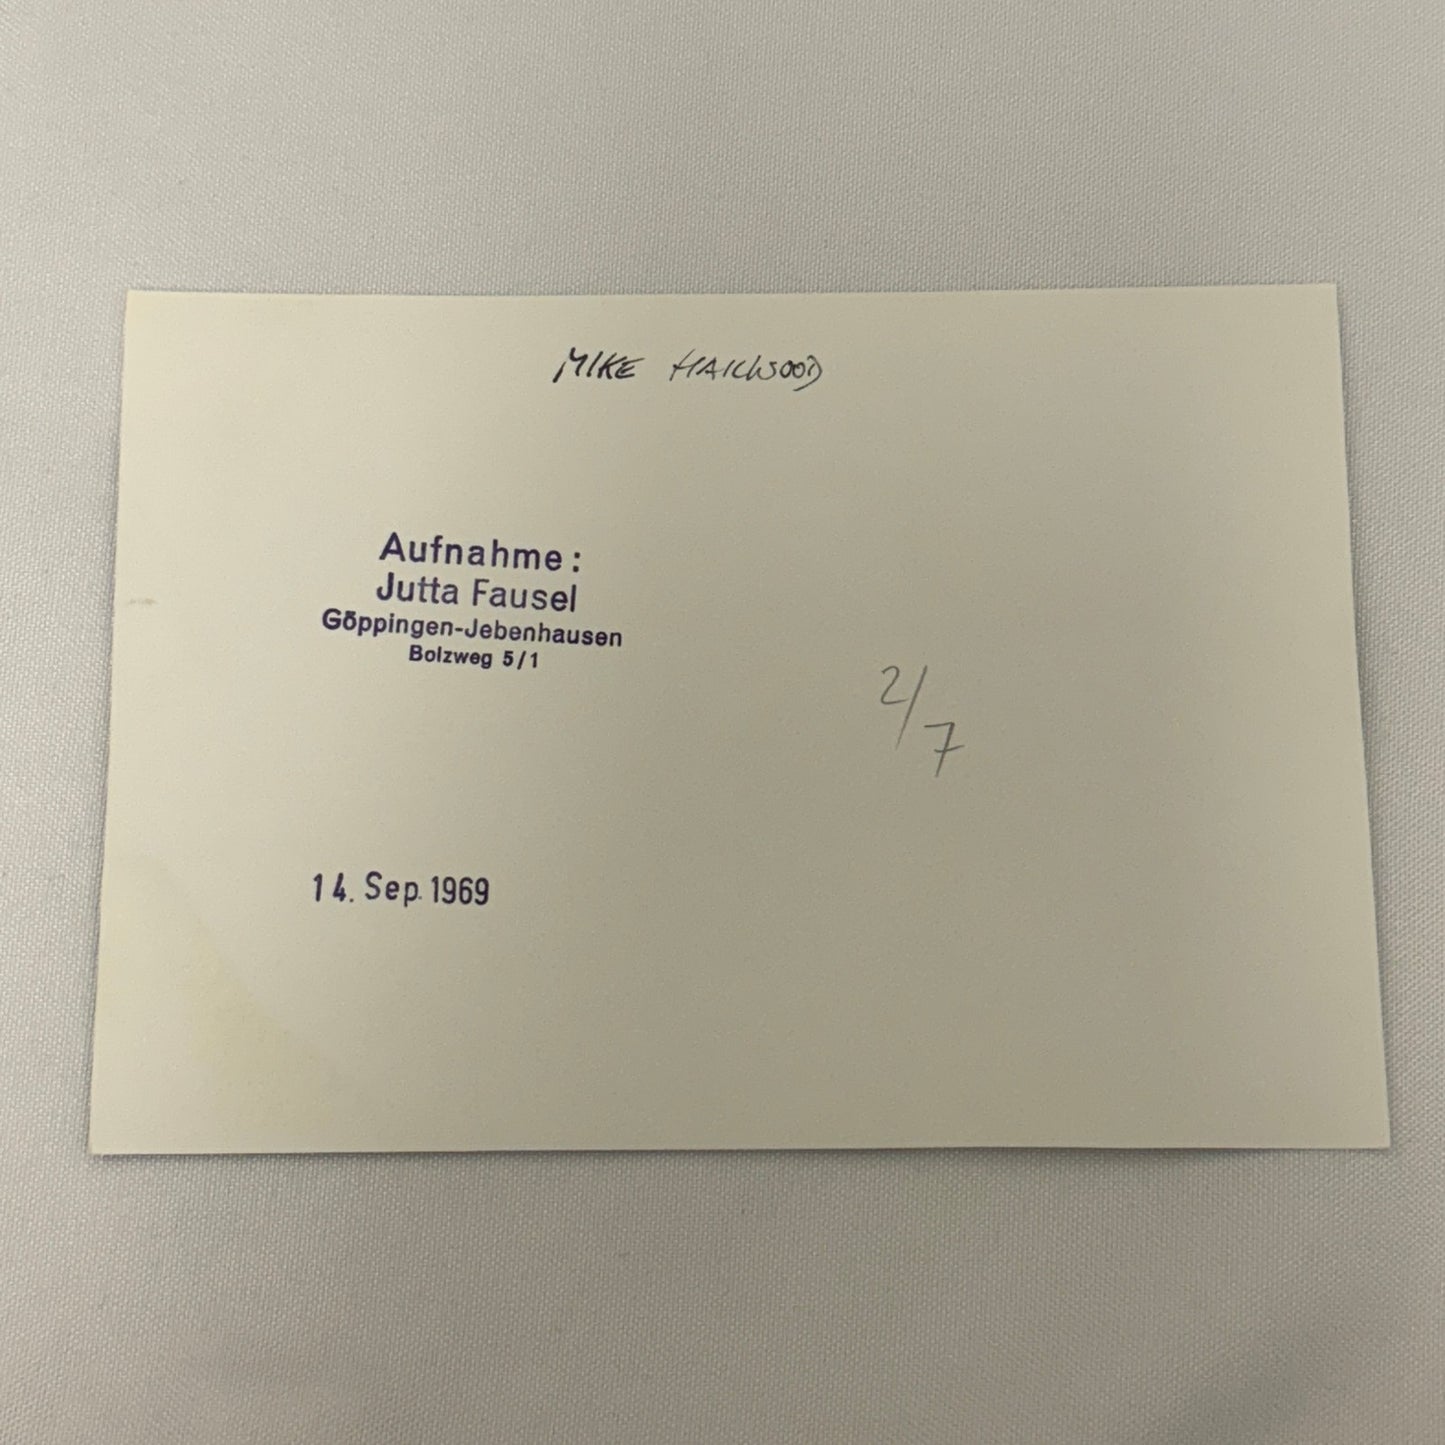 MIKE HAILWOOD
Aufnahme:
Jutta Fausel
Göppingen-Jebenhausen
Bolzweg 5/1
2/7
14. Sep. 1969